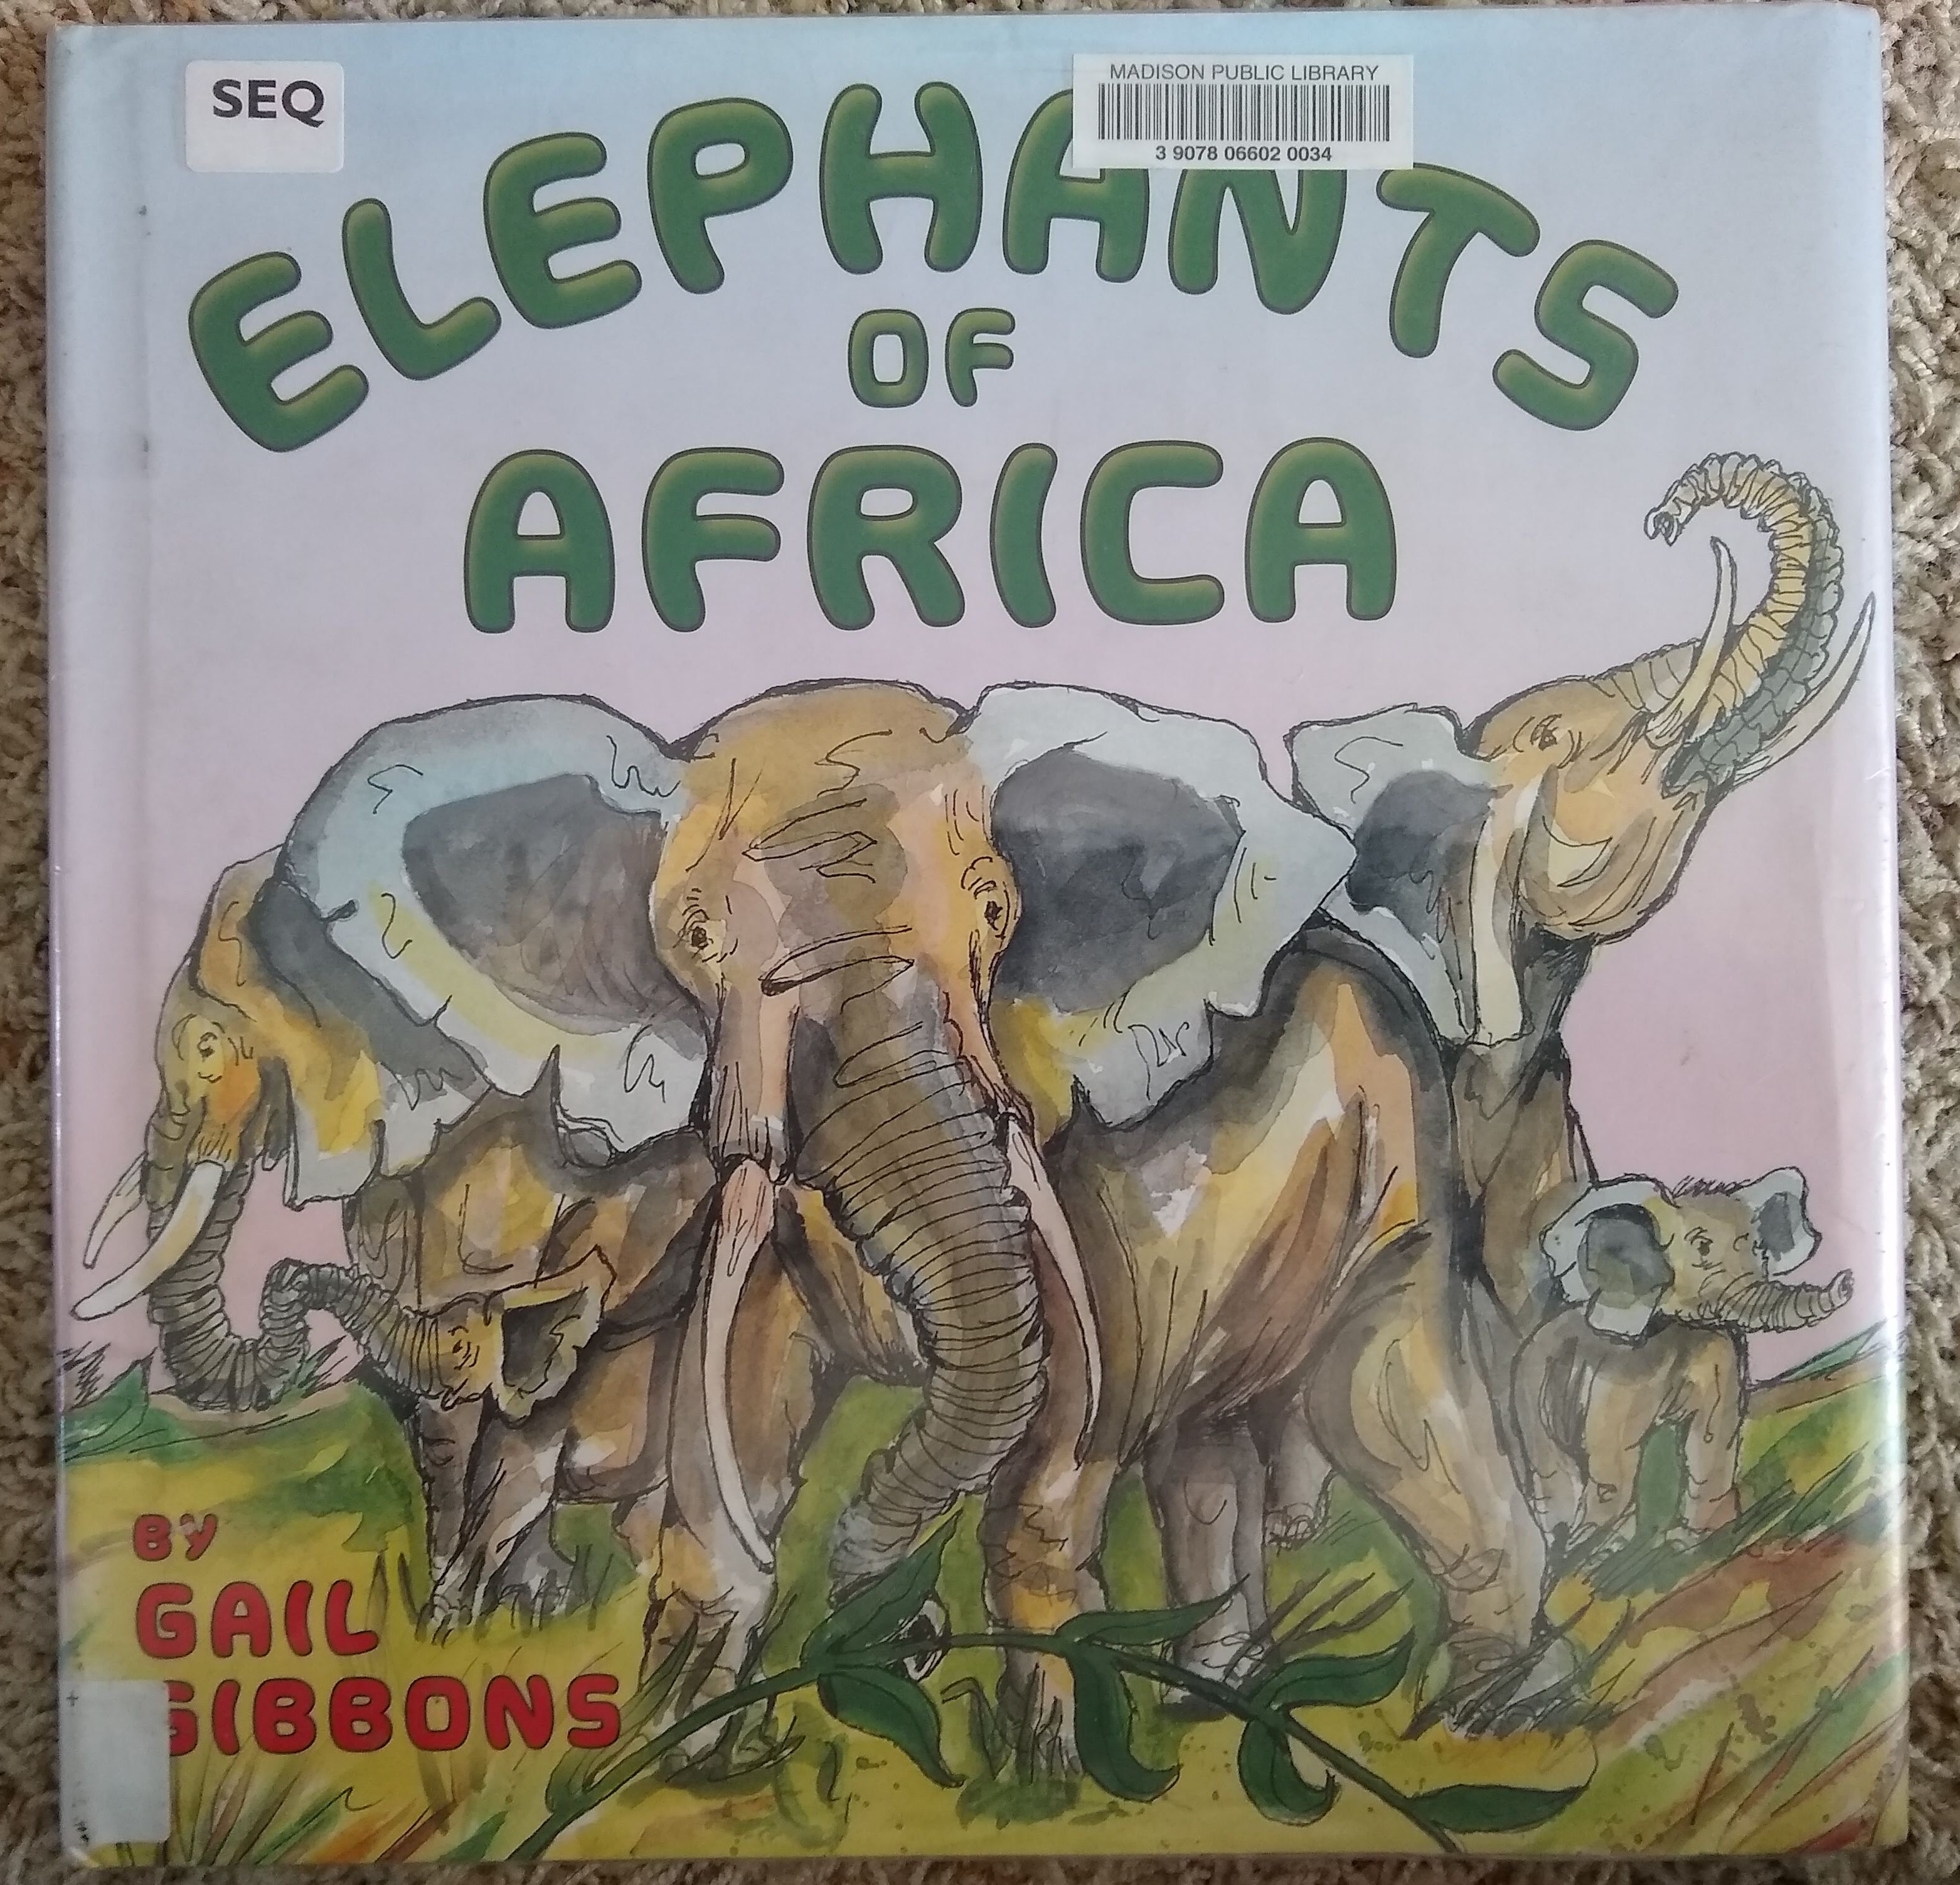 SEQ
MADISON PUBLIC LIBRARY
3 9078 06602 0034
ELEPHANTS
OF
AFRICA
BY
GAIL
GIBBONS